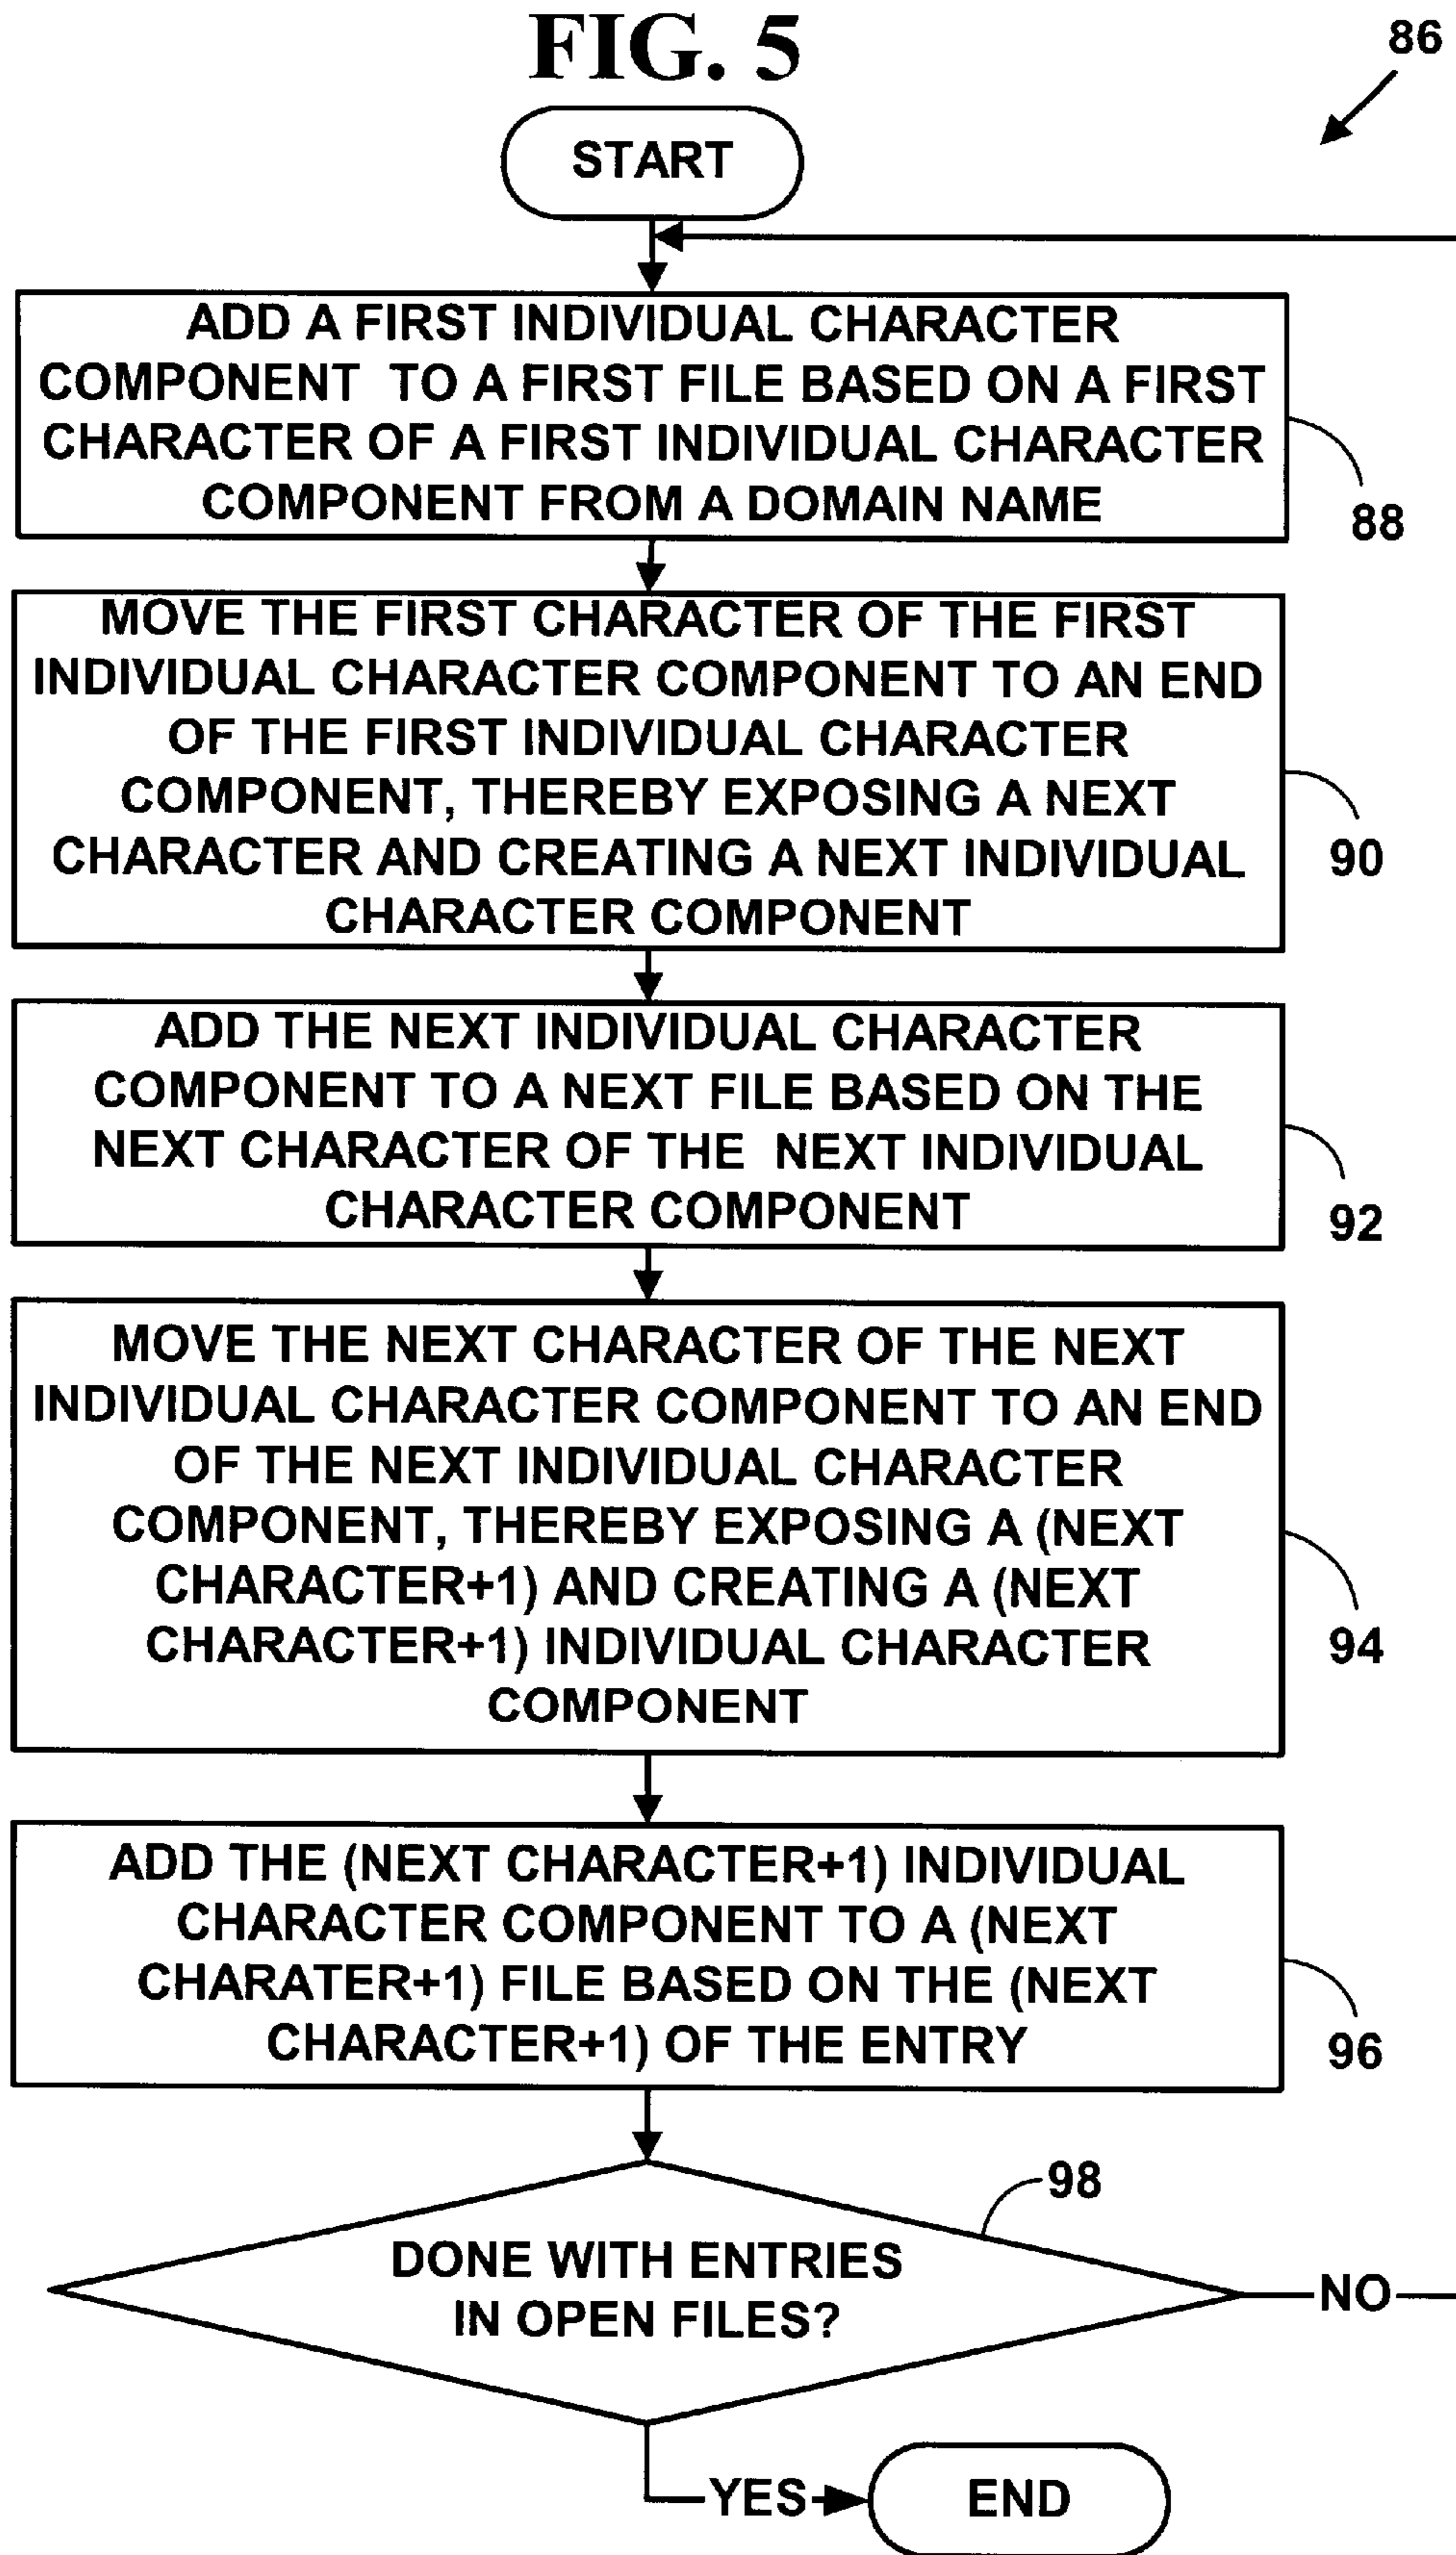 FIG. 5
86
START
ADD A FIRST INDIVIDUAL CHARACTER
COMPONENT TO A FIRST FILE BASED ON A FIRST
CHARACTER OF A FIRST INDIVIDUAL CHARACTER
COMPONENT FROM A DOMAIN NAME
88
MOVE THE FIRST CHARACTER OF THE FIRST
INDIVIDUAL CHARACTER COMPONENT TO AN END
OF THE FIRST INDIVIDUAL CHARACTER
COMPONENT, THEREBY EXPOSING A NEXT
CHARACTER AND CREATING A NEXT INDIVIDUAL
CHARACTER COMPONENT
90
ADD THE NEXT INDIVIDUAL CHARACTER
COMPONENT TO A NEXT FILE BASED ON THE
NEXT CHARACTER OF THE NEXT INDIVIDUAL
CHARACTER COMPONENT
92
MOVE THE NEXT CHARACTER OF THE NEXT
INDIVIDUAL CHARACTER COMPONENT TO AN END
OF THE NEXT INDIVIDUAL CHARACTER
COMPONENT, THEREBY EXPOSING A (NEXT
CHARACTER+1) AND CREATING A (NEXT
CHARACTER+1) INDIVIDUAL CHARACTER
COMPONENT
94
ADD THE (NEXT CHARACTER+1) INDIVIDUAL
CHARACTER COMPONENT TO A (NEXT
CHARATER+1) FILE BASED ON THE (NEXT
CHARACTER+1) OF THE ENTRY
96
98
DONE WITH ENTRIES
IN OPEN FILES?
NO
YES
END